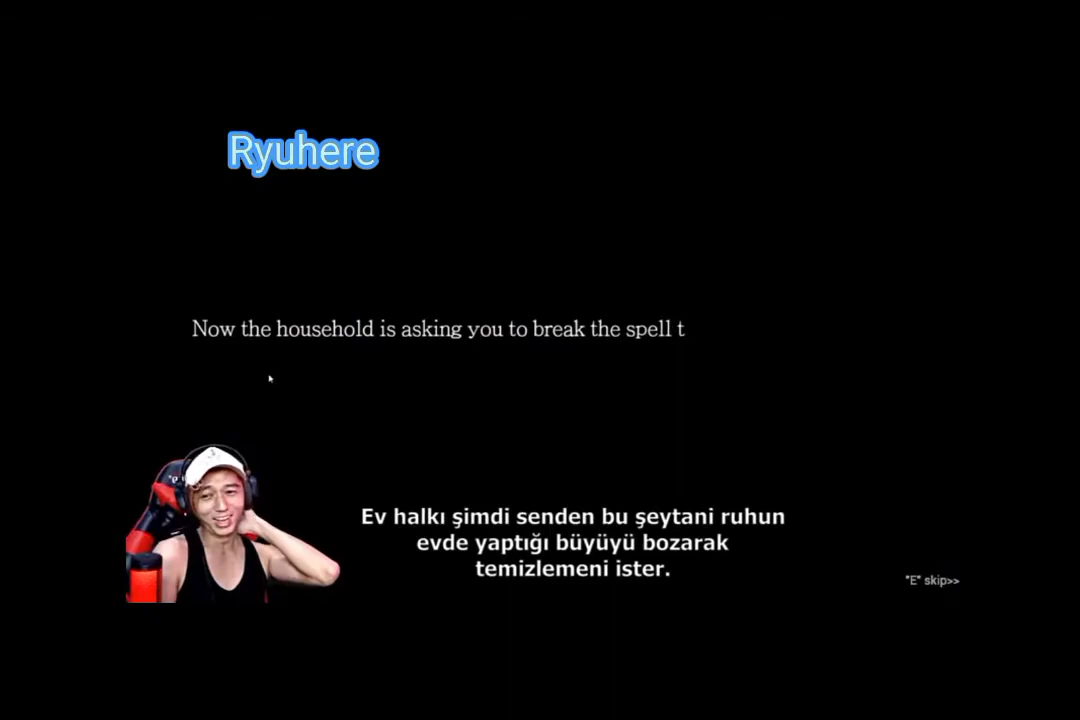 Ryuhere
Now the household is asking you to break the spell t
Ev halkı şimdi senden bu şeytani ruhun
evde yaptığı büyüyü bozarak
temizlemeni ister.
"E" skip>>